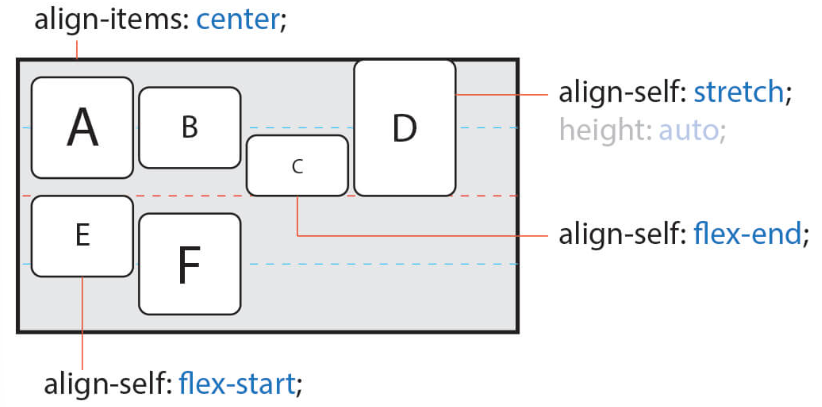 align-items: center;
A
B
C
D
align-self: stretch;
height: auto;
E
F
align-self: flex-end;
align-self: flex-start;